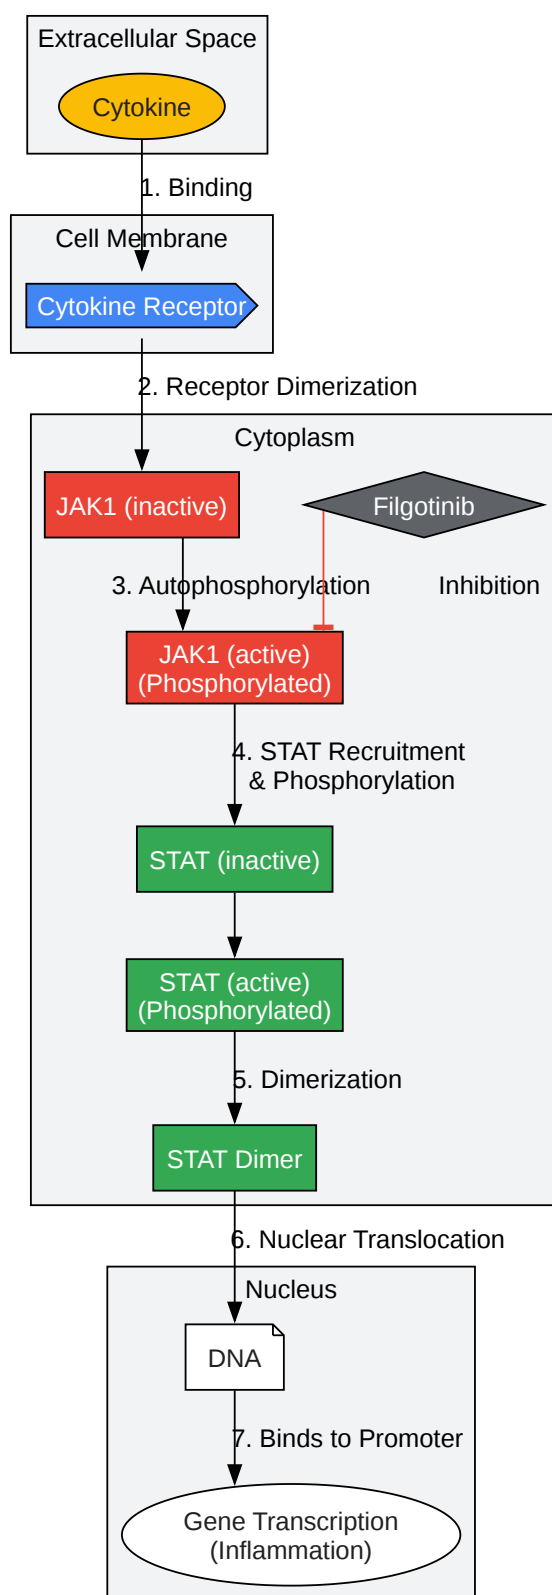 Extracellular Space
Cytokine
1. Binding
Cell Membrane
Cytokine Receptor
2. Receptor Dimerization
Cytoplasm
JAK1 (inactive)
Filgotinib
3. Autophosphorylation
Inhibition
JAK1 (active)
(Phosphorylated)
4. STAT Recruitment
& Phosphorylation
STAT (inactive)
STAT (active)
(Phosphorylated)
5. Dimerization
STAT Dimer
6. Nuclear Translocation
Nucleus
DNA
7. Binds to Promoter
Gene Transcription
(Inflammation)